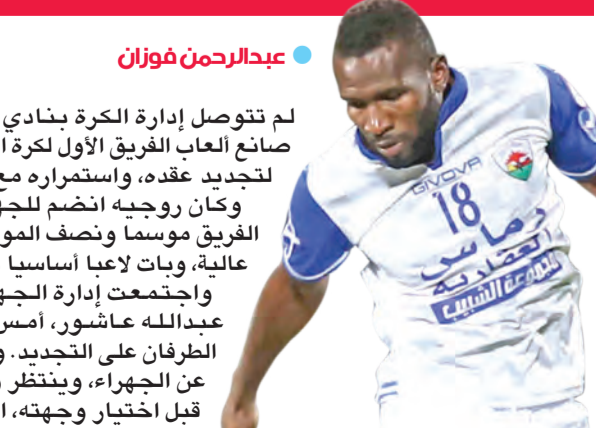 عبدالرحمن فوزان
لم تتوصل إدارة الكرة بنادي
صانع ألعاب الفريق الأول لكرة ا
لتجديد عقده، واستمراره مع
وكان روجيه انضم للجه
الفريق موسما ونصف المو
عالية، وبات لاعبا أساسيا
واجتمعت إدارة الجه
عبدالله عاشور، أمس
الطرفان على التجديد. و
عن الجهراء، وينتظر
قبل اختيار وجهته، ا
GIVOVA
18
رماسي
العقارية
مجموعة الشبيب